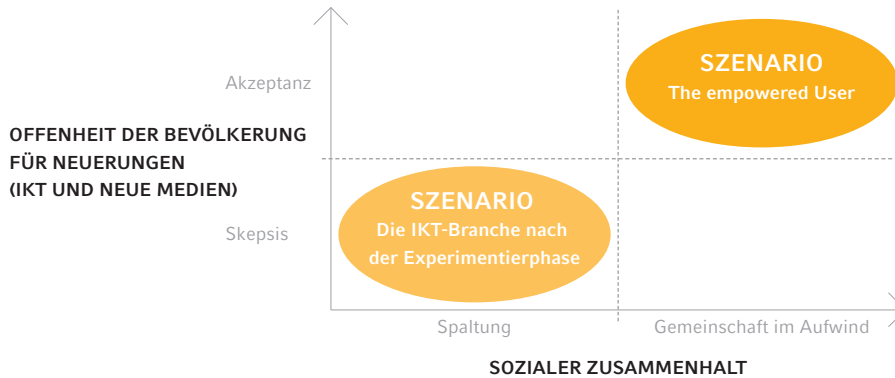 SZENARIO
The empowered User
Akzeptanz
OFFENHEIT DER BEVÖLKERUNG
FÜR NEUERUNGEN
(IKT UND NEUE MEDIEN)
SZENARIO
Die IKT-Branche nach
der Experimentierphase
Skepsis
Spaltung
Gemeinschaft im Aufwind
SOZIALER ZUSAMMENHALT